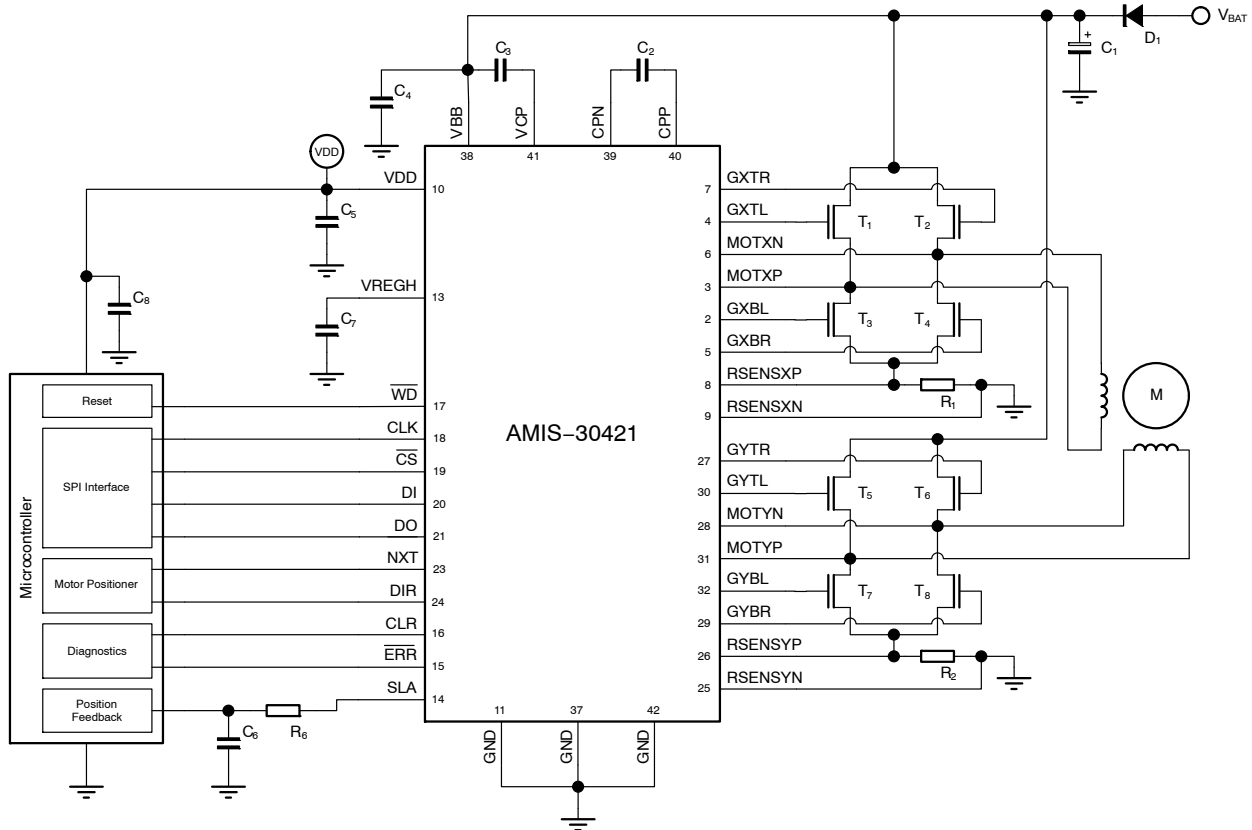 VBAT
D1
C1
+
C3
C2
C4
VBB
VCP
CPN
CPP
38
41
39
40
VDD
VDD
10
C5
C8
VREGH
13
C7
AMIS–30421
Microcontroller
Reset
SPI Interface
Motor Positioner
Diagnostics
Position
Feedback
WD
17
CLK
18
CS
19
DI
20
DO
21
NXT
23
DIR
24
CLR
16
ERR
15
SLA
14
C6
R6
11
37
42
GND
GND
GND
7
GXTR
4
GXTL
6
MOTXN
3
MOTXP
2
GXBL
5
GXBR
8
RSENSXP
9
RSENSXN
27
GYTR
30
GYTL
28
MOTYN
31
MOTYP
32
GYBL
29
GYBR
26
RSENSYP
25
RSENSYN
T1
T2
T3
T4
R1
T5
T6
T7
T8
R2
M